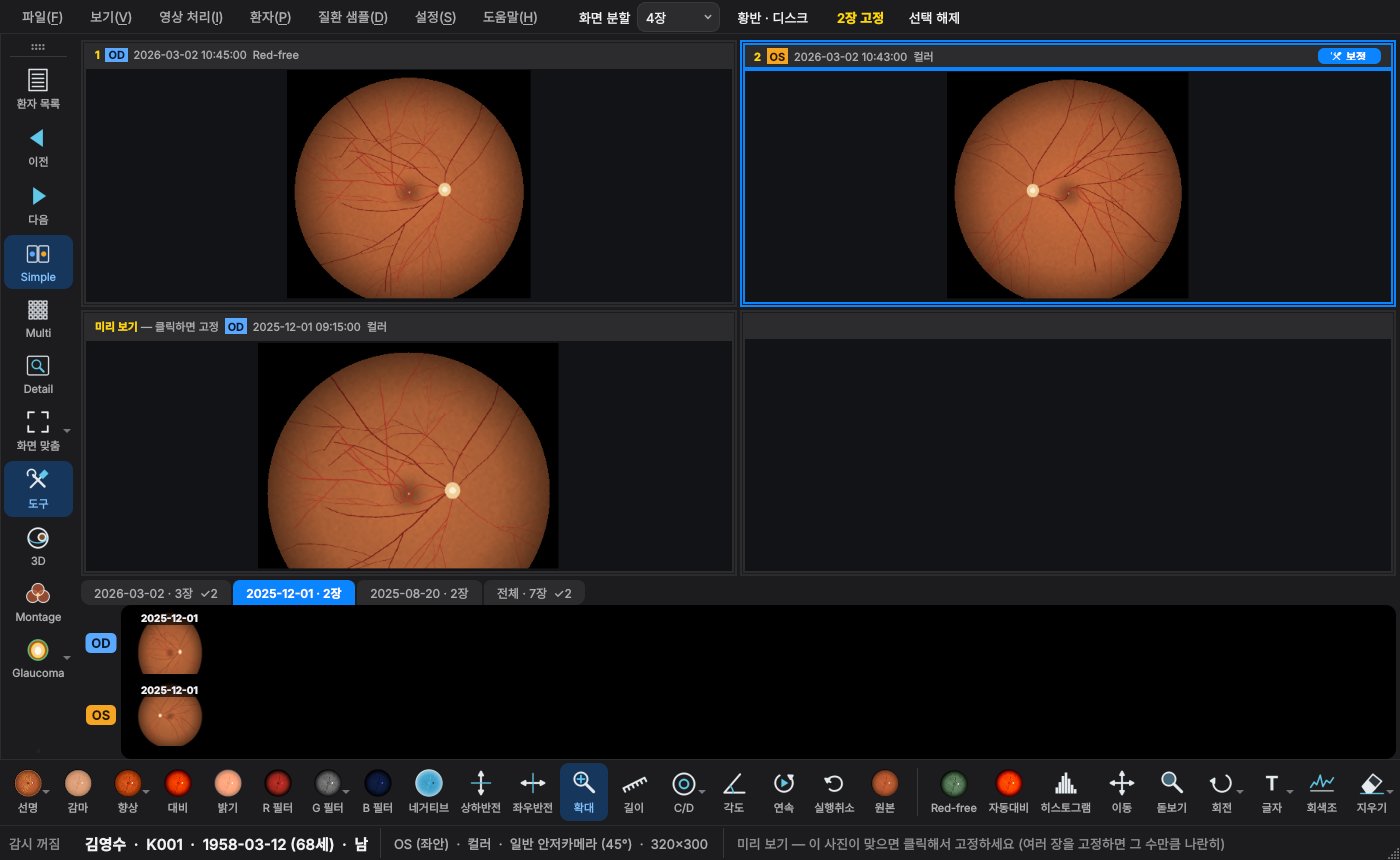 파일(F) 보기(V) 영상 처리(I) 환자(P) 질환 샘플(D) 설정(S) 도움말(H) 화면 분할 4장 황반 · 디스크 2장 고정 선택 해제
환자 목록
이전
다음
Simple
Multi
Detail
화면 맞춤
도구
3D
Montage
Glaucoma
1 OD 2026-03-02 10:45:00 Red-free
2 OS 2026-03-02 10:43:00 컬러 보정
미리 보기 — 클릭하면 고정 OD 2025-12-01 09:15:00 컬러
2026-03-02 · 3장 ✓2 2025-12-01 · 2장 2025-08-20 · 2장 전체 · 7장 ✓2
2025-12-01
OD
2025-12-01
OS
선명 감마 향상 대비 밝기 R 필터 G 필터 B 필터 네거티브 상하반전 좌우반전 확대 길이 C/D 각도 연속 실행취소 원본 Red-free 자동대비 히스토그램 이동 돋보기 회전 글자 회색조 지우기
감시 꺼짐 김영수 · K001 · 1958-03-12 (68세) · 남 OS (좌안) · 컬러 · 일반 안저카메라 (45°) · 320×308 미리 보기 — 이 사진이 맞으면 클릭해서 고정하세요 (여러 장을 고정하면 그 수만큼 나란히)